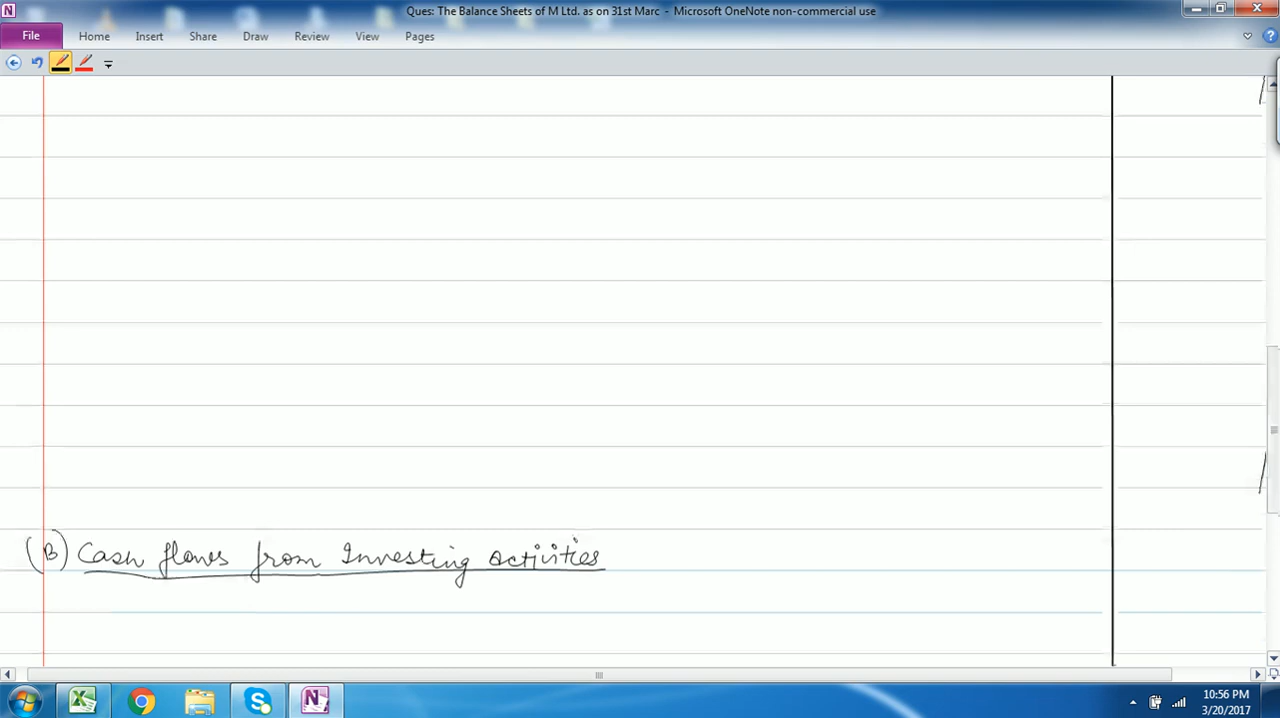 Ques: The Balance Sheets of M Ltd. as on 31st Marc - Microsoft OneNote non-commercial use
File Home Insert Share Draw Review View Pages
(B) Cash flows from Investing activities
10:56 PM
3/20/2017